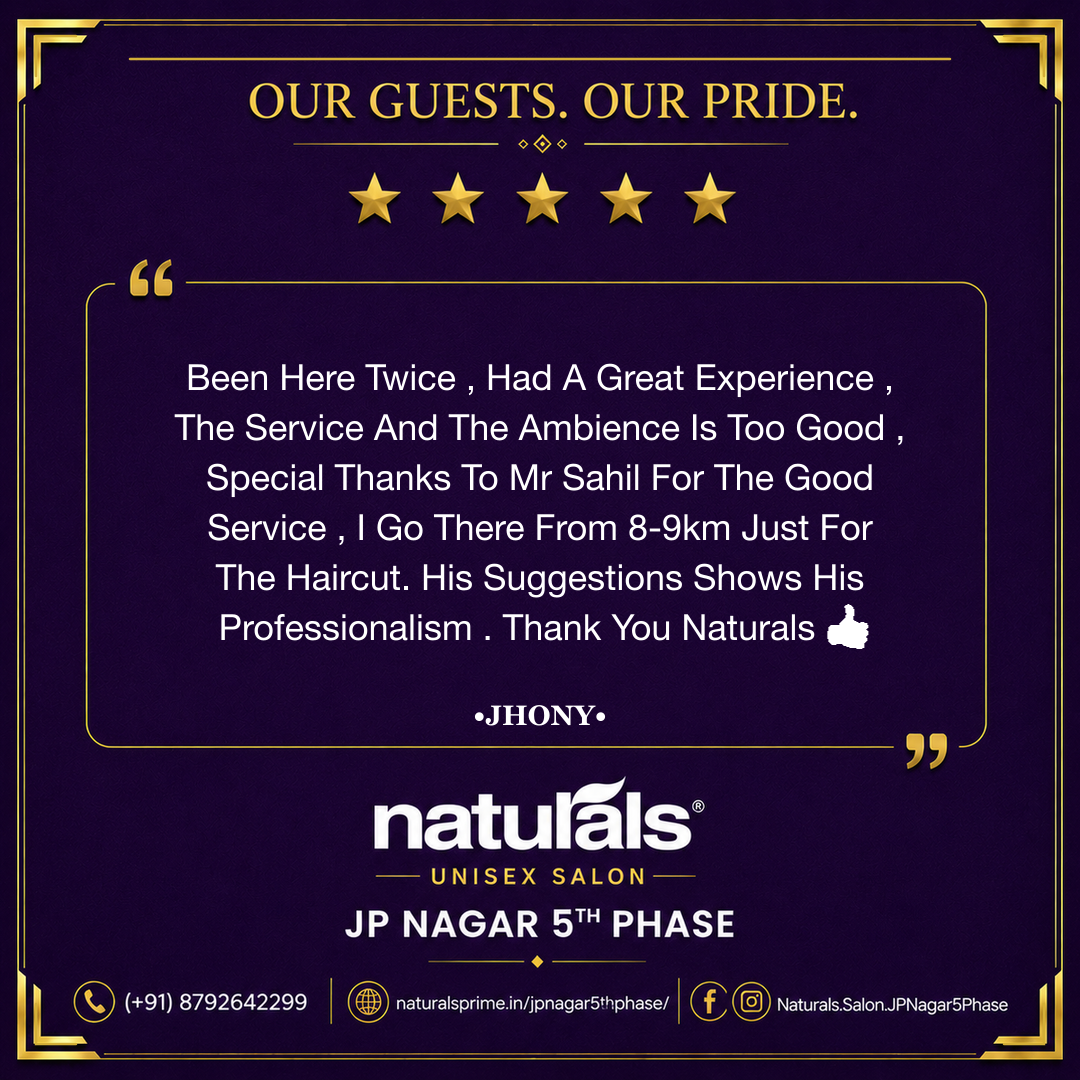 OUR GUESTS. OUR PRIDE.
“
Been Here Twice , Had A Great Experience ,
The Service And The Ambience Is Too Good ,
Special Thanks To Mr Sahil For The Good
Service , I Go There From 8-9km Just For
The Haircut. His Suggestions Shows His
Professionalism . Thank You Naturals 👍
•JHONY•
”
naturals®
UNISEX SALON
JP NAGAR 5TH PHASE
(+91) 8792642299
naturalsprime.in/jpnagar5thphase/
Naturals.Salon.JPNagar5Phase